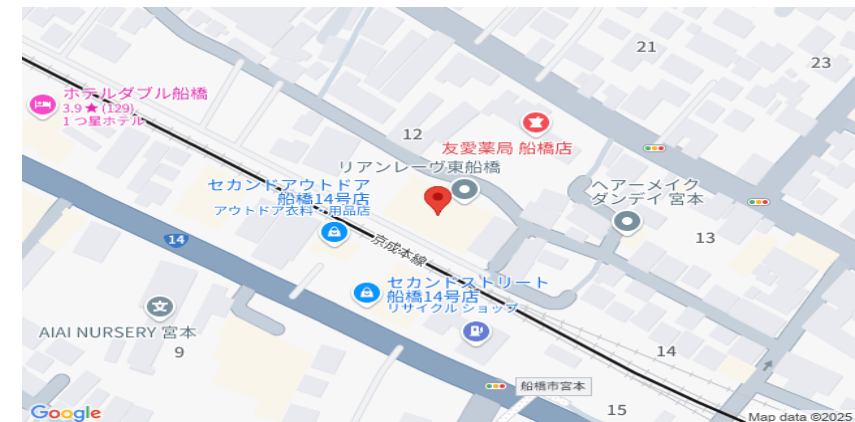 21
23
ホテルダブル船橋
3.9★(129)
1つ星ホテル
12
友愛薬局 船橋店
リアンレーヴ東船橋
セカンドアウトドア
船橋14号店
アウトドア衣料・用品店
ヘアーメイク
ダンデイ 宮本
14
京成本線
13
セカンドストリート
船橋14号店
リサイクル ショップ
AIAI NURSERY 宮本
9
14
船橋市宮本
15
Google
Map data ©2025